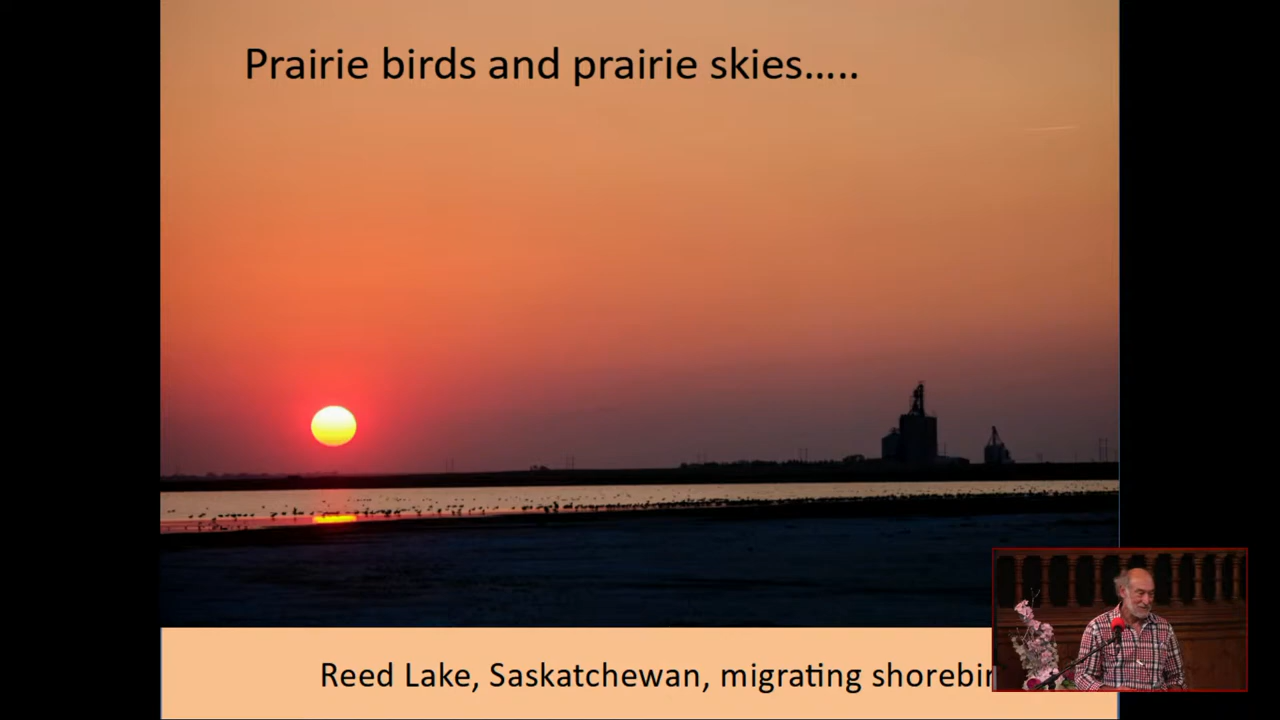 Prairie birds and prairie skies.....
Reed Lake, Saskatchewan, migrating